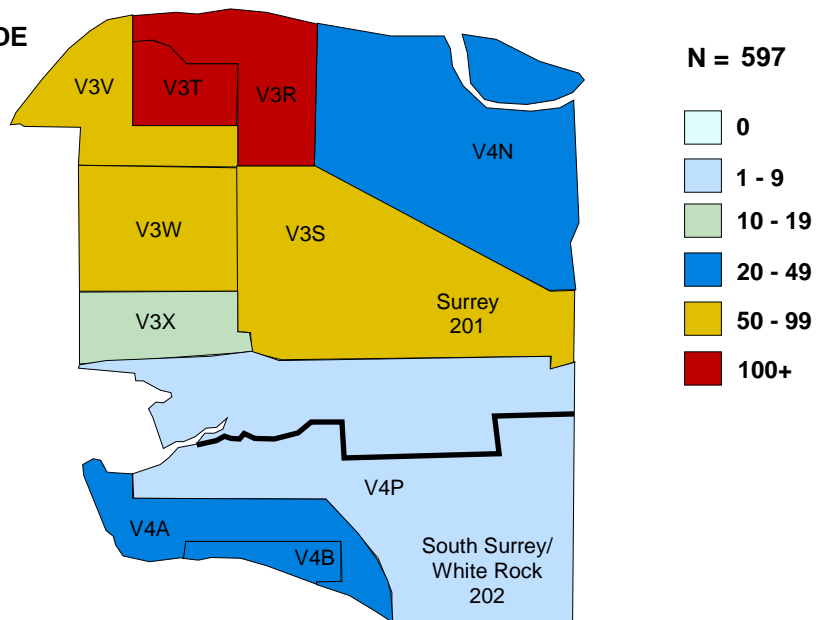 DE
N = 597
V3V
V3T
V3R
V4N
V3W
V3S
V3X
Surrey
201
V4P
V4A
V4B
South Surrey/
White Rock
202
0
1 - 9
10 - 19
20 - 49
50 - 99
100+